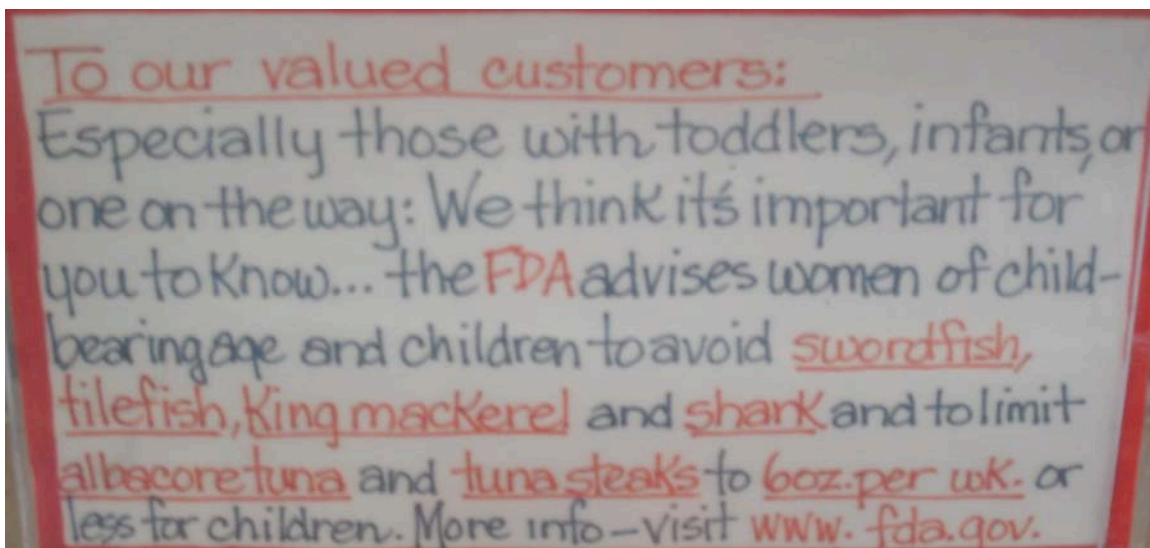 To our valued customers:
Especially those with toddlers, infants, or
one on the way: We think it's important for
you to Know... the FDA advises women of child-
bearing age and children to avoid swordfish,
tilefish, King mackerel and shark and to limit
albacore tuna and tuna steaks to 6oz. per wk. or
less for children. More info - visit www. fda.gov.